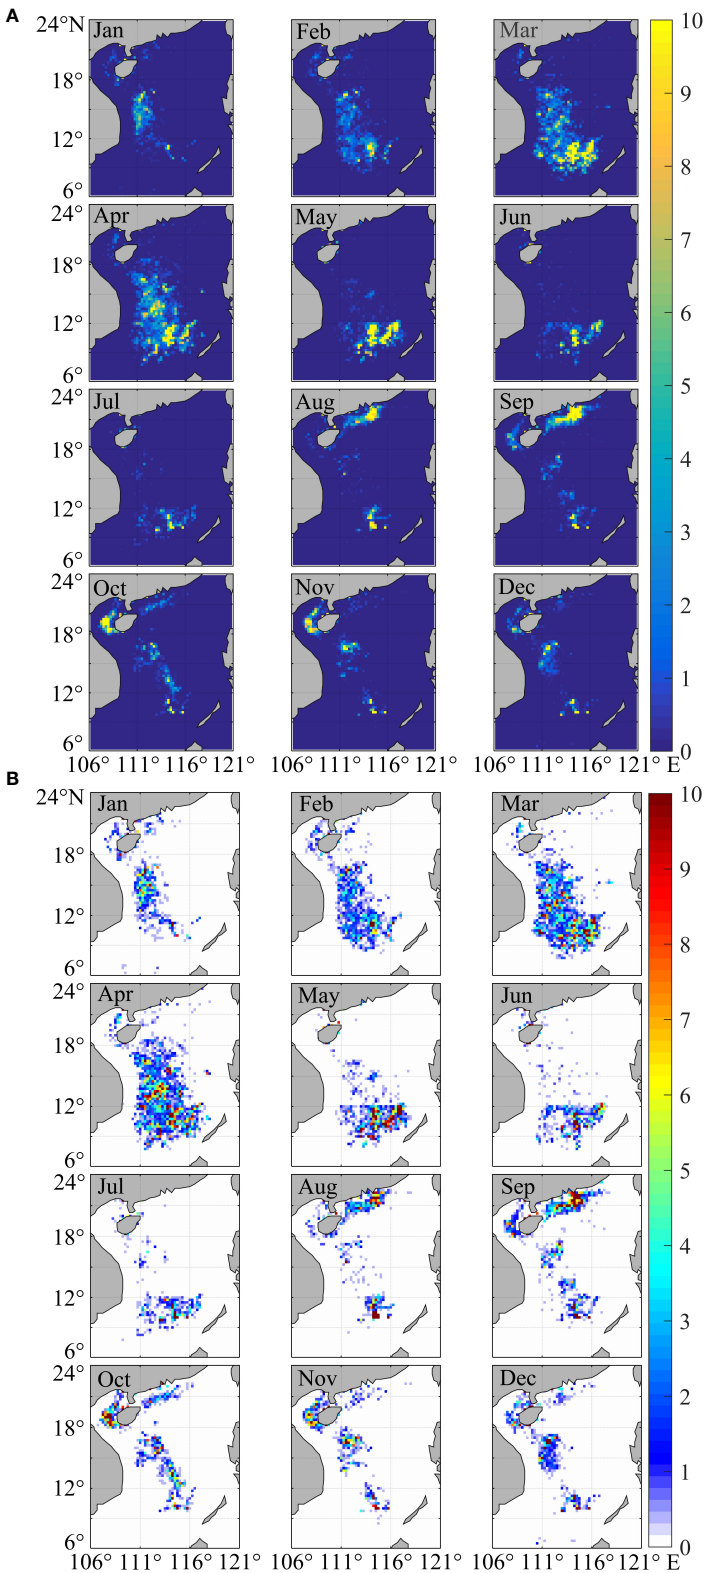 A
24°N Jan Feb Mar 10
18° 9
12° 8
6° 7
24° Apr May Jun
18° 6
12° 5
6°
24° Jul Aug Sep
18° 4
12° 3
6°
24° Oct Nov Dec 2
18° 1
12°
6° 0
106° 111° 116° 121° 106° 111° 116° 121° 106° 111° 116° 121° E
B
24°N Jan Feb Mar 10
18° 9
12° 8
6°
24° Apr May Jun 7
18° 6
12° 5
6°
24° Jul Aug Sep
18° 4
12° 3
6°
24° Oct Nov Dec 2
18° 1
12°
6° 0
106° 111° 116° 121° 106° 111° 116° 121° 106° 111° 116° 121° E